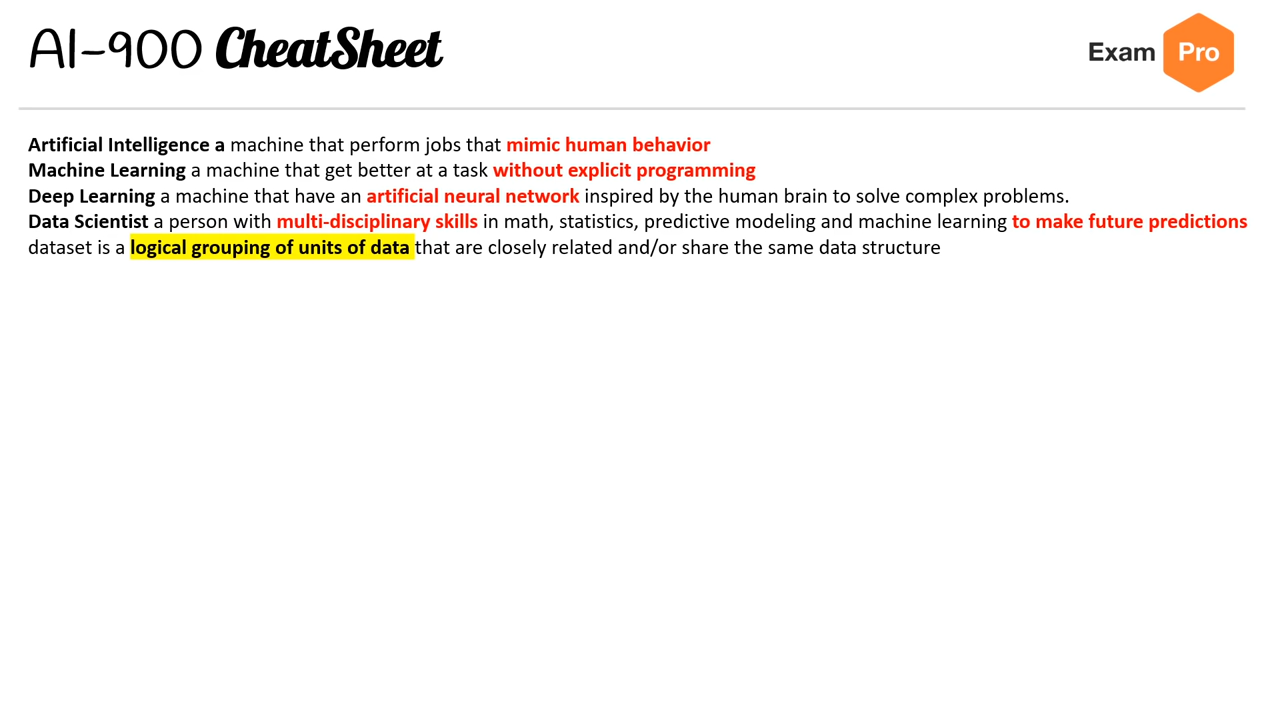 AI-900 CheatSheet
Exam Pro
Artificial Intelligence a machine that perform jobs that mimic human behavior
Machine Learning a machine that get better at a task without explicit programming
Deep Learning a machine that have an artificial neural network inspired by the human brain to solve complex problems.
Data Scientist a person with multi-disciplinary skills in math, statistics, predictive modeling and machine learning to make future predictions
dataset is a logical grouping of units of data that are closely related and/or share the same data structure